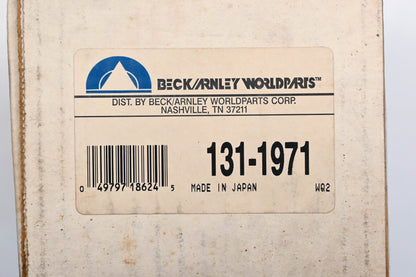 BECK/ARNLEY WORLDPARTS™
DIST. BY BECK/ARNLEY WORLDPARTS CORP.
NASHVILLE, TN 37211
131-1971
0 49797 18624 5
MADE IN JAPAN WQ2